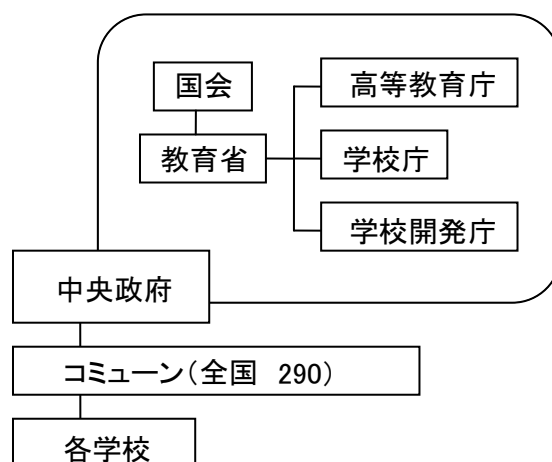 国会
高等教育庁
教育省
学校庁
学校開発庁
中央政府
コミューン(全国 290)
各学校